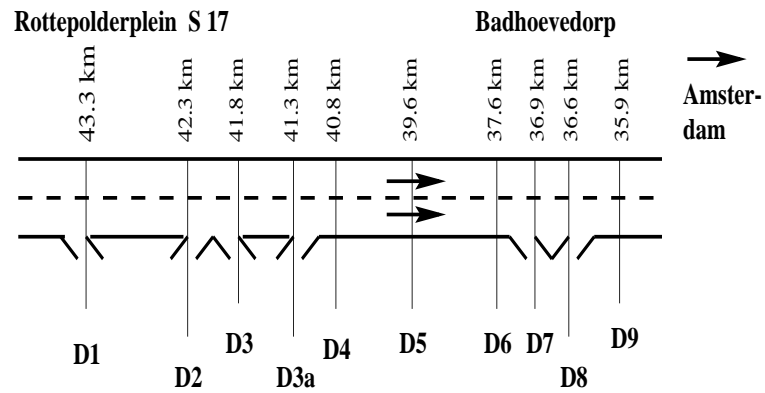 Rottepolderplein S 17
Badhoevedorp
43.3 km
42.3 km
41.8 km
41.3 km
40.8 km
39.6 km
37.6 km
36.9 km
36.6 km
35.9 km
Amster-
dam
D1
D2
D3
D3a
D4
D5
D6
D7
D8
D9